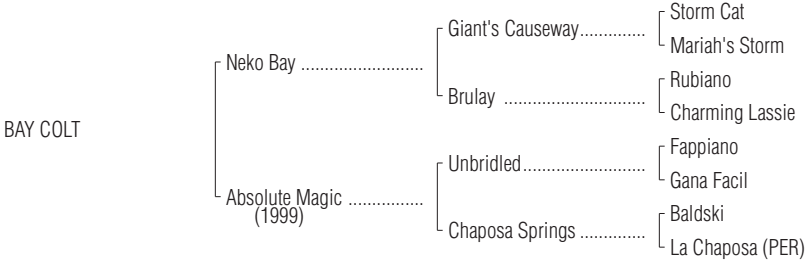 Storm Cat
Giant's Causeway..............
Mariah's Storm
Neko Bay ..........................
Rubiano
Brulay ..............................
Charming Lassie
BAY COLT
Fappiano
Unbridled..........................
Gana Facil
Absolute Magic ................
(1999)
Baldski
Chaposa Springs ..............
La Chaposa (PER)